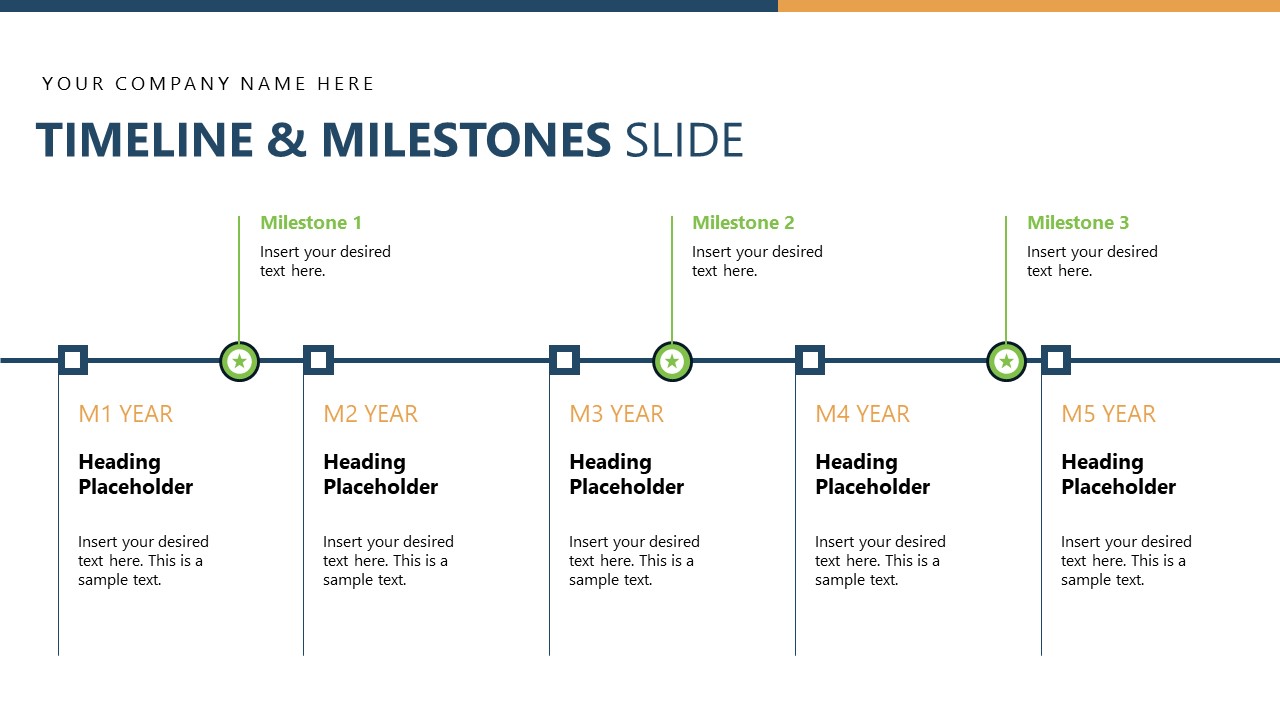 YOUR COMPANY NAME HERE
TIMELINE & MILESTONES SLIDE
Milestone 1
Insert your desired
text here.
Milestone 2
Insert your desired
text here.
Milestone 3
Insert your desired
text here.
M1 YEAR
Heading
Placeholder
Insert your desired
text here. This is a
sample text.
M2 YEAR
Heading
Placeholder
Insert your desired
text here. This is a
sample text.
M3 YEAR
Heading
Placeholder
Insert your desired
text here. This is a
sample text.
M4 YEAR
Heading
Placeholder
Insert your desired
text here. This is a
sample text.
M5 YEAR
Heading
Placeholder
Insert your desired
text here. This is a
sample text.